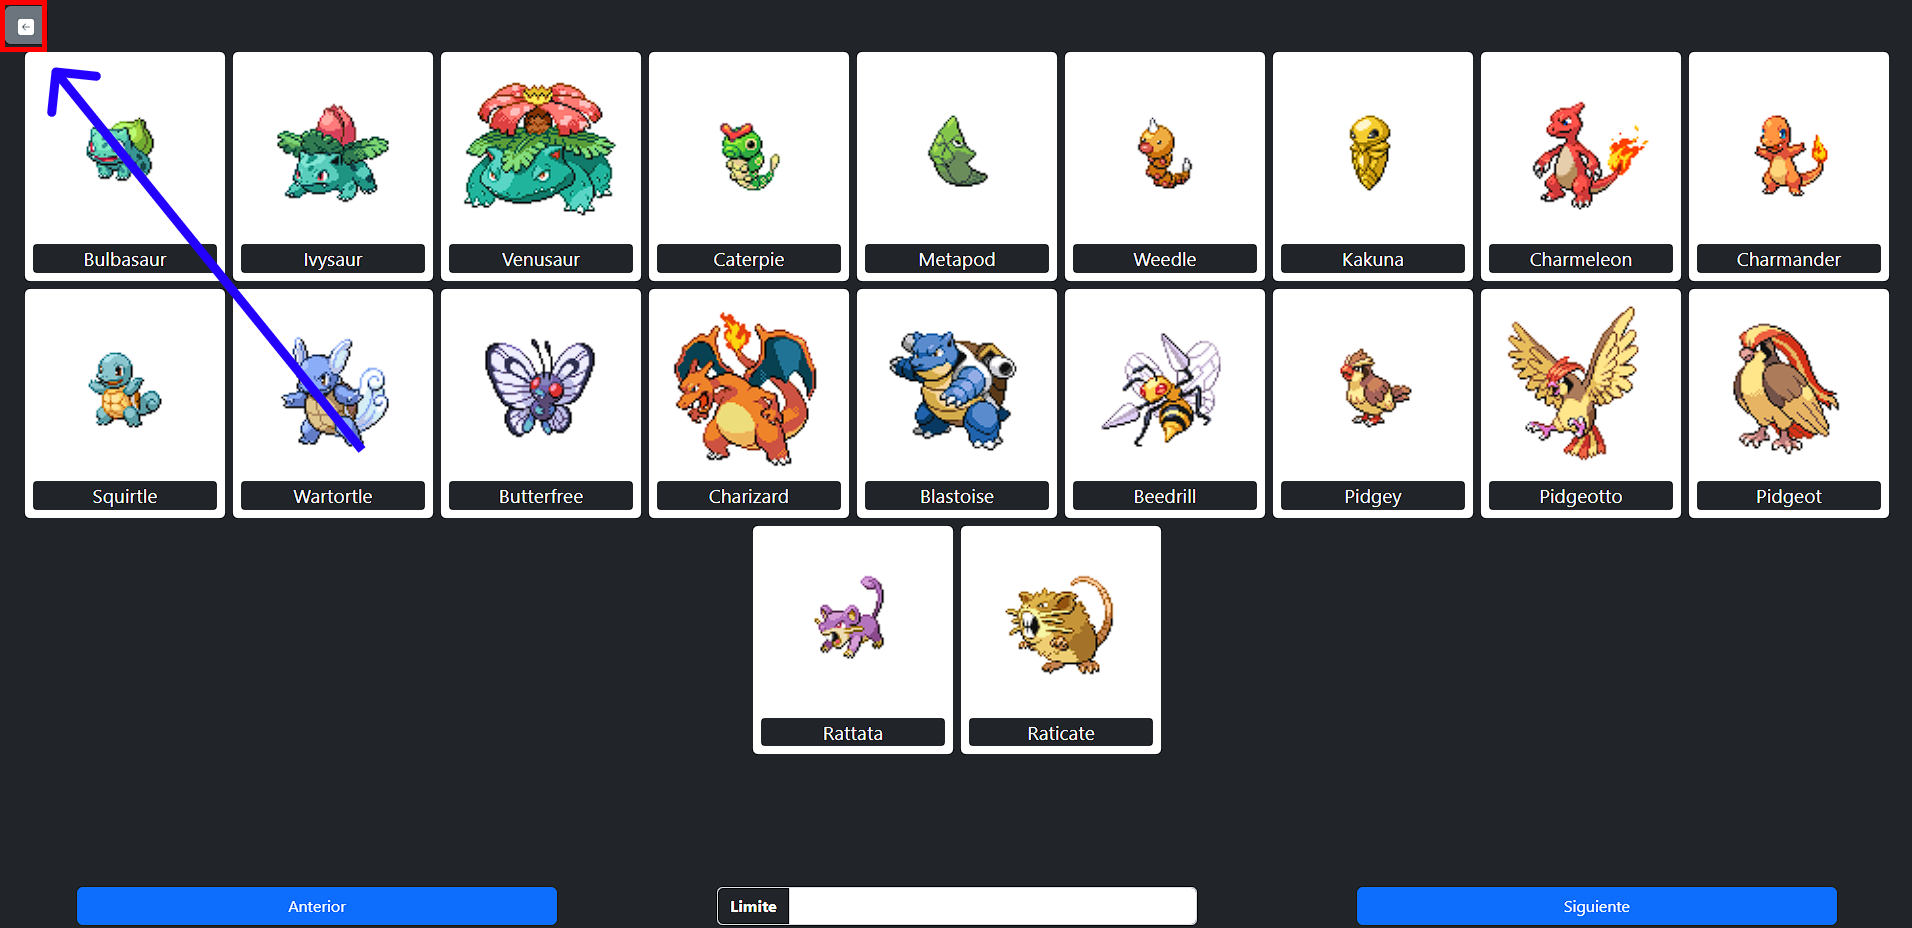 Bulbasaur
Ivysaur
Venusaur
Caterpie
Metapod
Weedle
Kakuna
Charmeleon
Charmander
Squirtle
Wartortle
Butterfree
Charizard
Blastoise
Beedrill
Pidgey
Pidgeotto
Pidgeot
Rattata
Raticate
Anterior
Limite
Siguiente